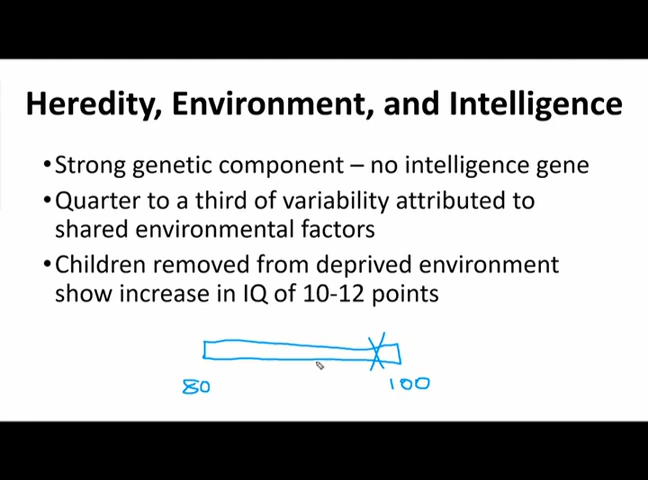 Heredity, Environment, and Intelligence
•Strong genetic component – no intelligence gene
•Quarter to a third of variability attributed to
shared environmental factors
•Children removed from deprived environment
show increase in IQ of 10-12 points
80 100